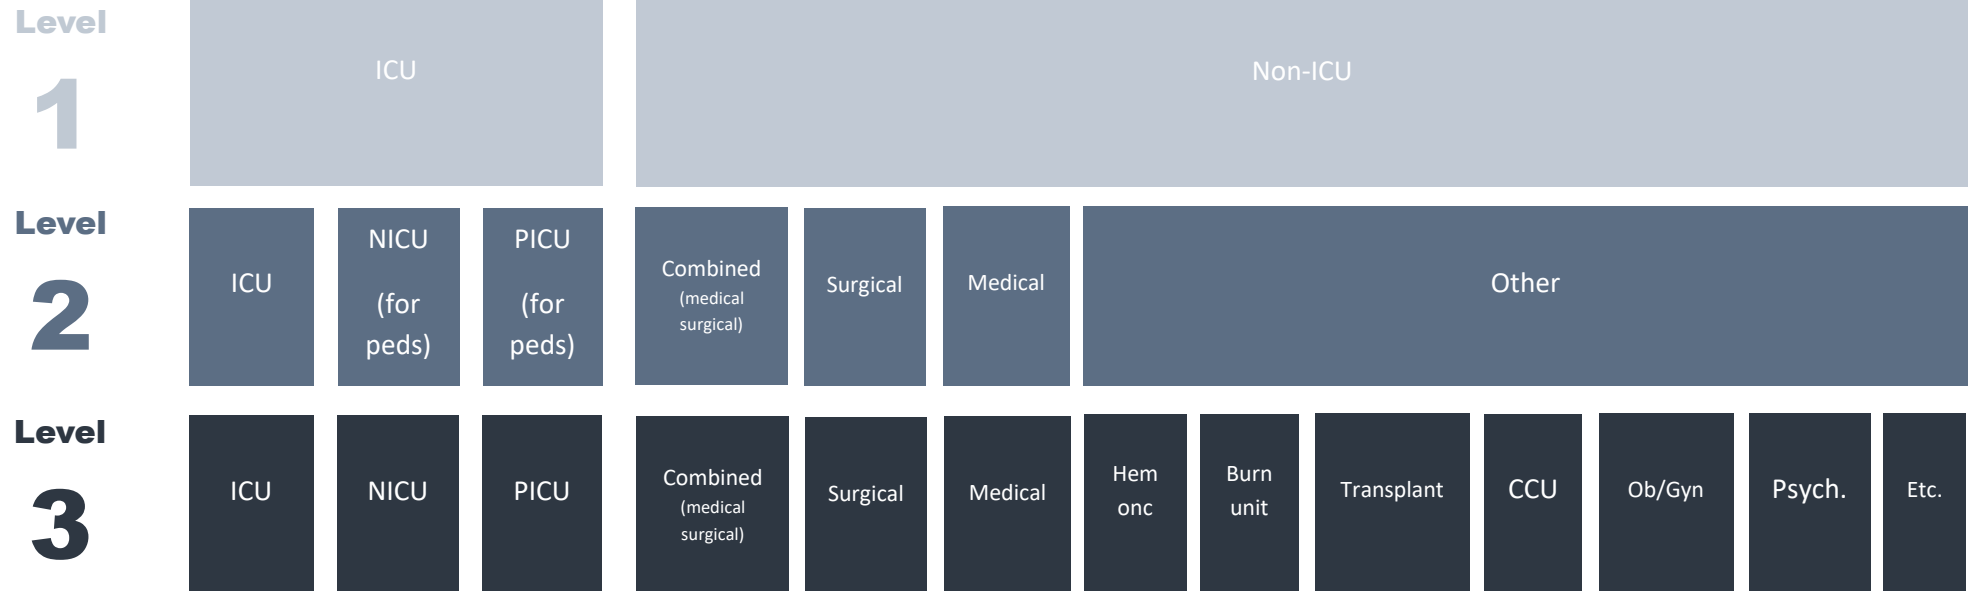 Level
1
ICU
Non-ICU
Level
2
ICU
NICU
(for
peds)
PICU
(for
peds)
Combined
(medical
surgical)
Surgical
Medical
Other
Level
3
ICU
NICU
PICU
Combined
(medical
surgical)
Surgical
Medical
Hem
onc
Burn
unit
Transplant
CCU
Ob/Gyn
Psych.
Etc.